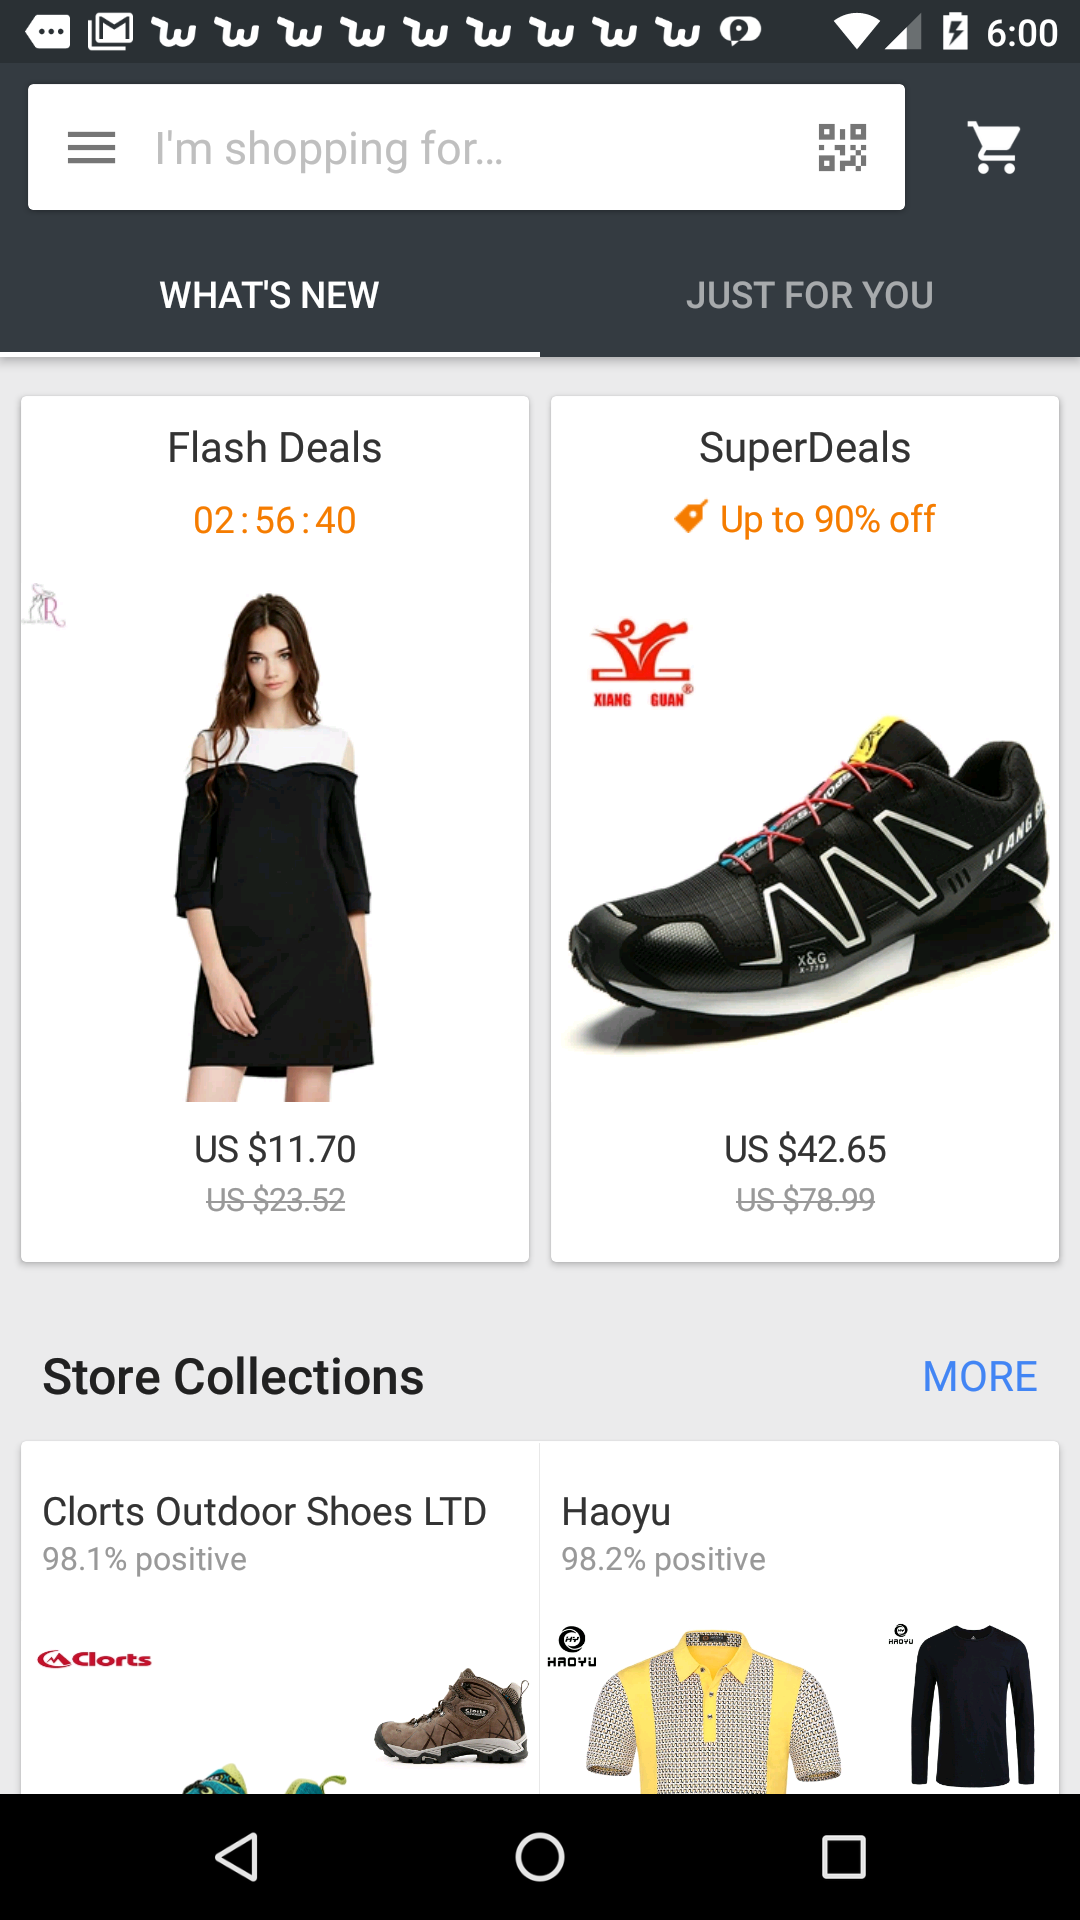 6:00
I'm shopping for...
WHAT'S NEW
JUST FOR YOU
Flash Deals
02:56:40
SuperDeals
Up to 90% off
R
XIANG GUAN®
XIANG G
X&G
US $11.70
US $23.52
US $42.65
US $78.99
Store Collections
MORE
Clorts Outdoor Shoes LTD
98.1% positive
Haoyu
98.2% positive
Clorts
Clorts
HAOYU
HAOYU